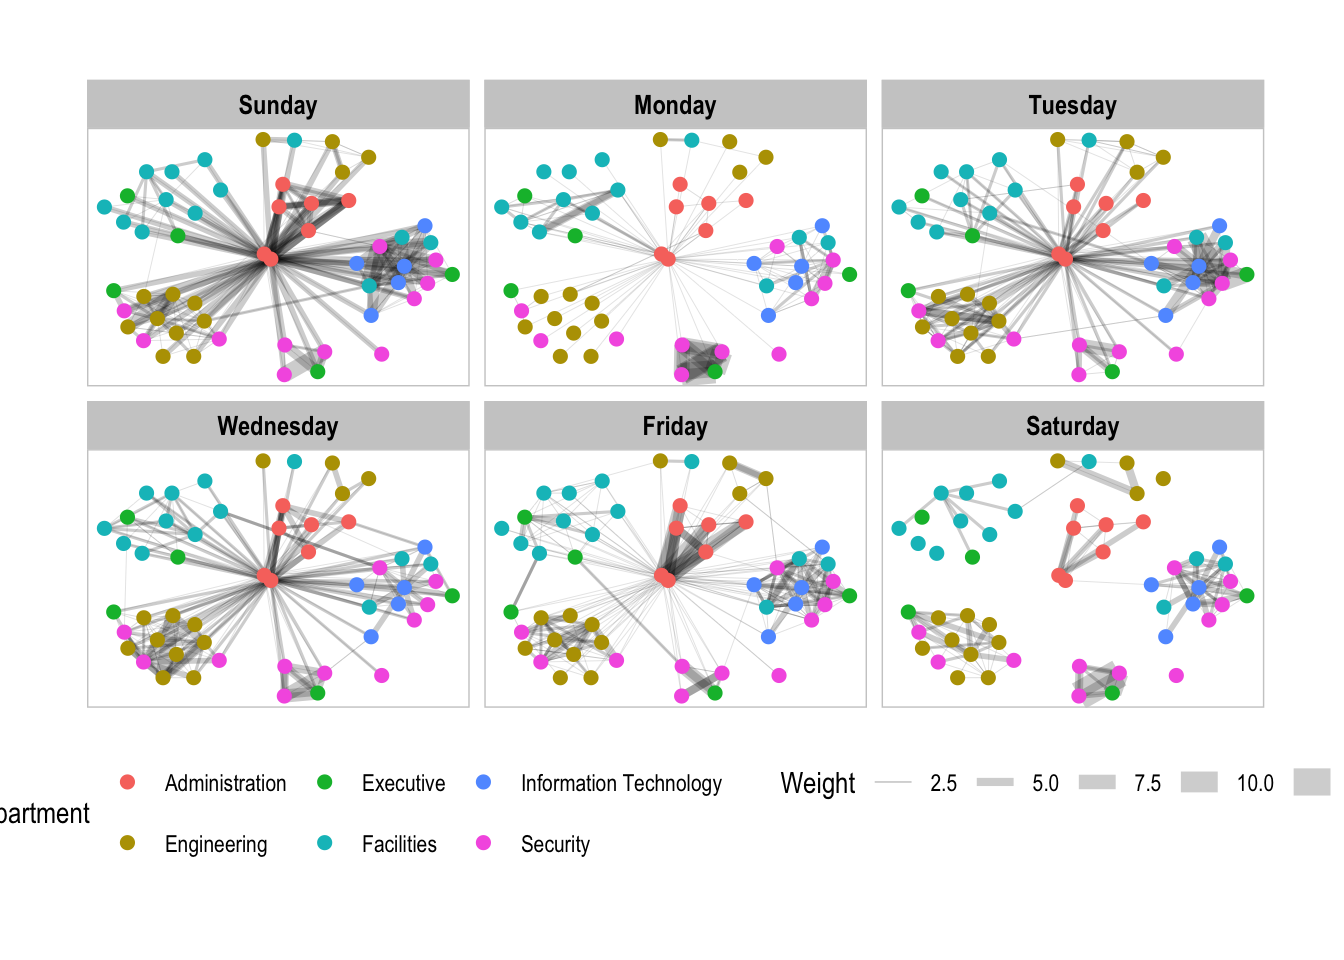 Sunday Monday Tuesday
Wednesday Friday Saturday
Administration Executive Information Technology Weight 2.5 5.0 7.5 10.0
partment
Engineering Facilities Security